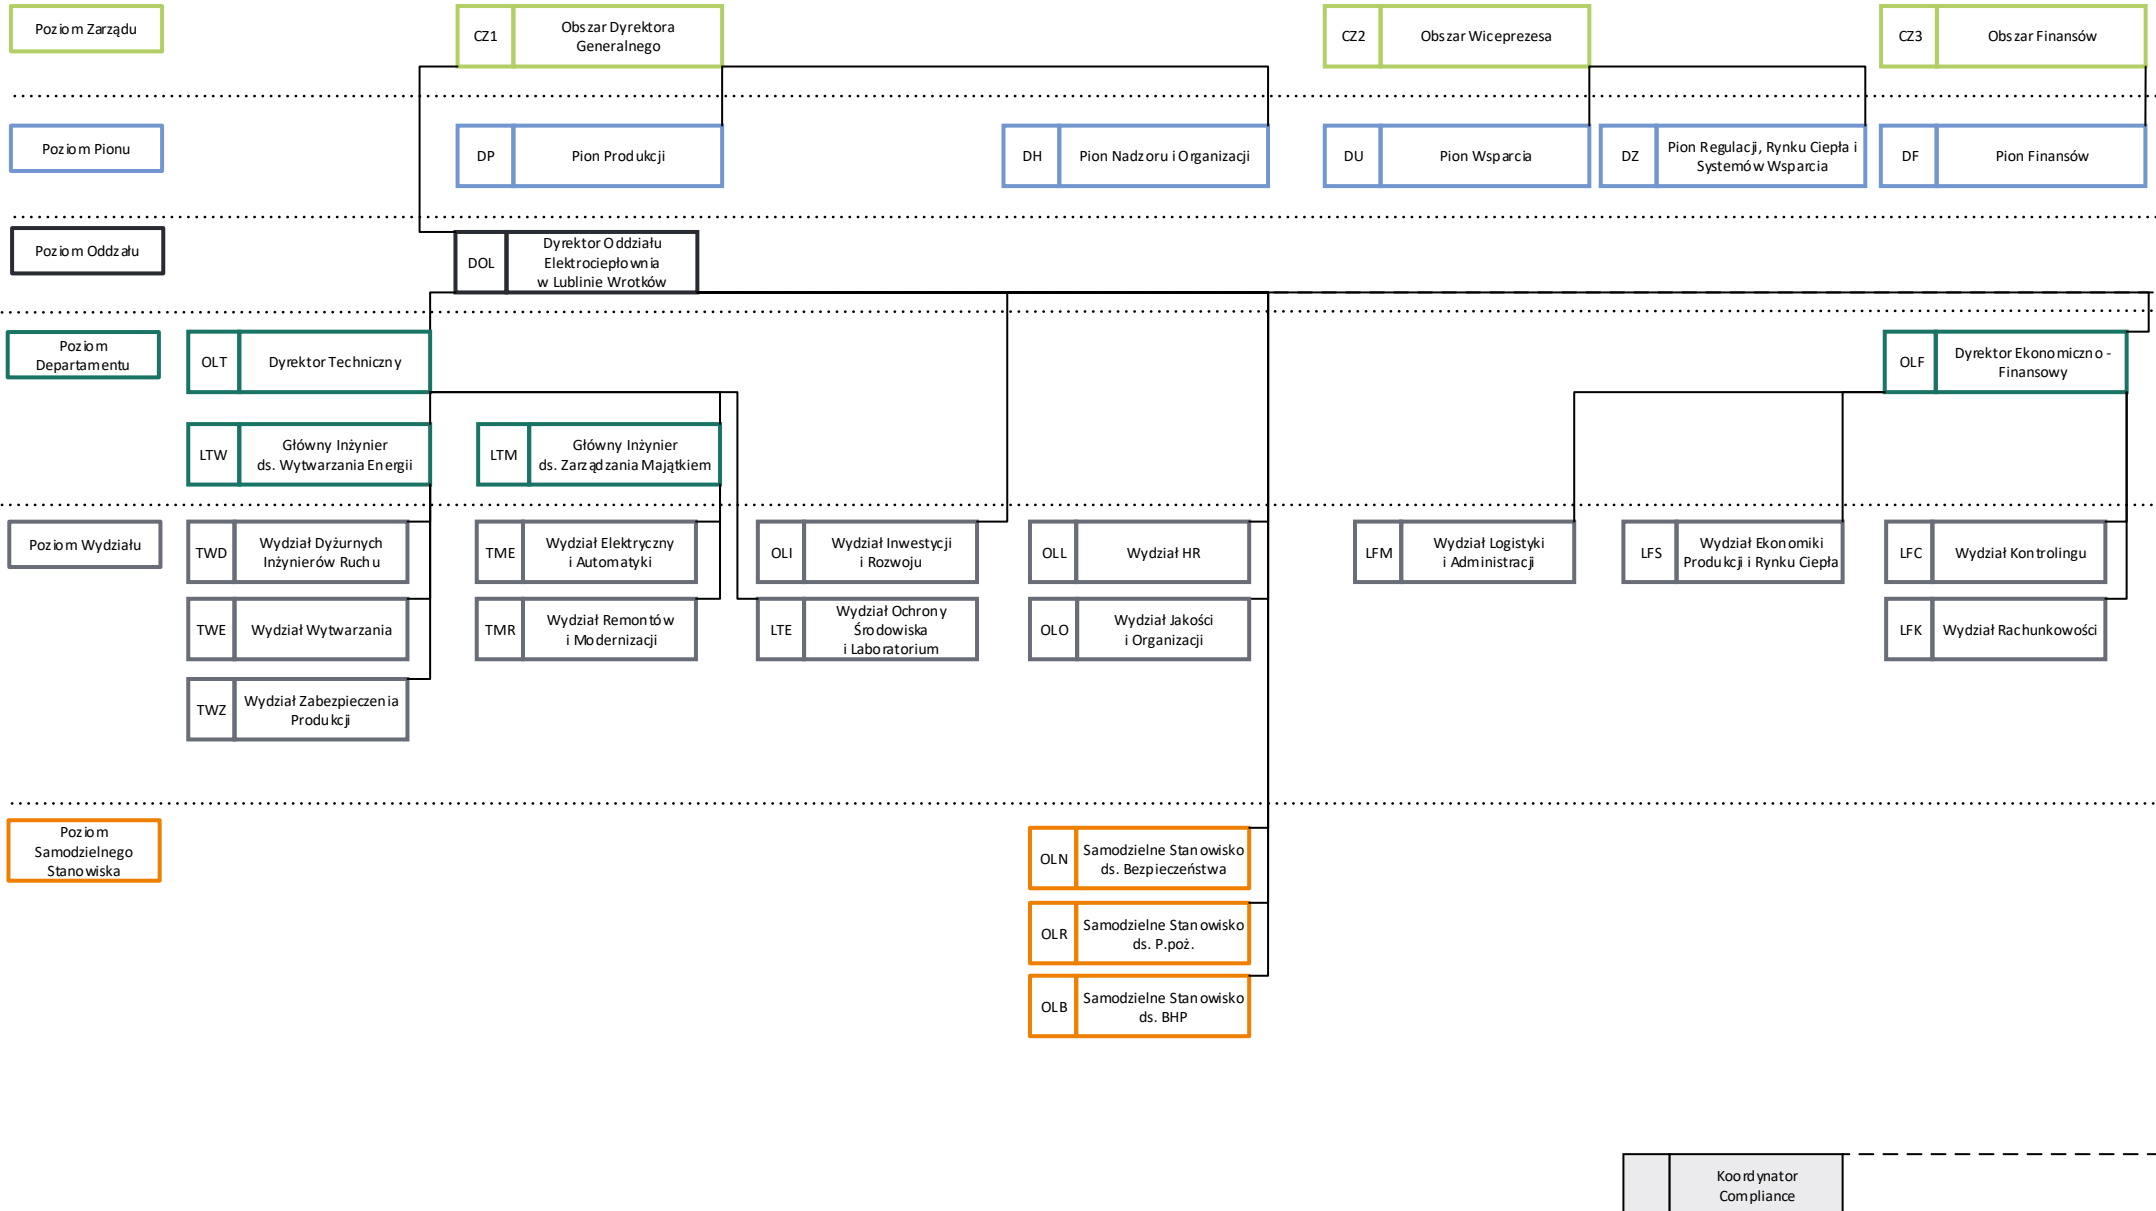 Poziom Zarządu
CZ1
Obszar Dyrektora
Generalnego
CZ2
Obszar Wiceprezesa
CZ3
Obszar Finansów
Poziom Pionu
DP
Pion Produkcji
DH
Pion Nadzoru i Organizacji
DU
Pion Wsparcia
DZ
Pion Regulacji, Rynku Ciepła i
Systemów Wsparcia
DF
Pion Finansów
Poziom Oddzału
DOL
Dyrektor Oddziału
Elektrociepłownia
w Lublinie Wrotków
Poziom
Departamentu
OLT
Dyrektor Techniczny
OLF
Dyrektor Ekonomiczno -
Finansowy
LTW
Główny Inżynier
ds. Wytwarzania Energii
LTM
Główny Inżynier
ds. Zarządzania Majątkiem
Poziom Wydziału
TWD
Wydział Dyżurnych
Inżynierów Ruchu
TME
Wydział Elektryczny
i Automatyki
OLI
Wydział Inwestycji
i Rozwoju
OLL
Wydział HR
LFM
Wydział Logistyki
i Administracji
LFS
Wydział Ekonomiki
Produkcji i Rynku Ciepła
LFC
Wydział Kontrolingu
TWE
Wydział Wytwarzania
TMR
Wydział Remontów
i Modernizacji
LTE
Wydział Ochrony
Środowiska
i Laboratorium
OLO
Wydział Jakości
i Organizacji
LFK
Wydział Rachunkowości
TWZ
Wydział Zabezpieczenia
Produkcji
Poziom
Samodzielnego
Stanowiska
OLN
Samodzielne Stanowisko
ds. Bezpieczeństwa
OLR
Samodzielne Stanowisko
ds. P.poż.
OLB
Samodzielne Stanowisko
ds. BHP
Koordynator
Compliance